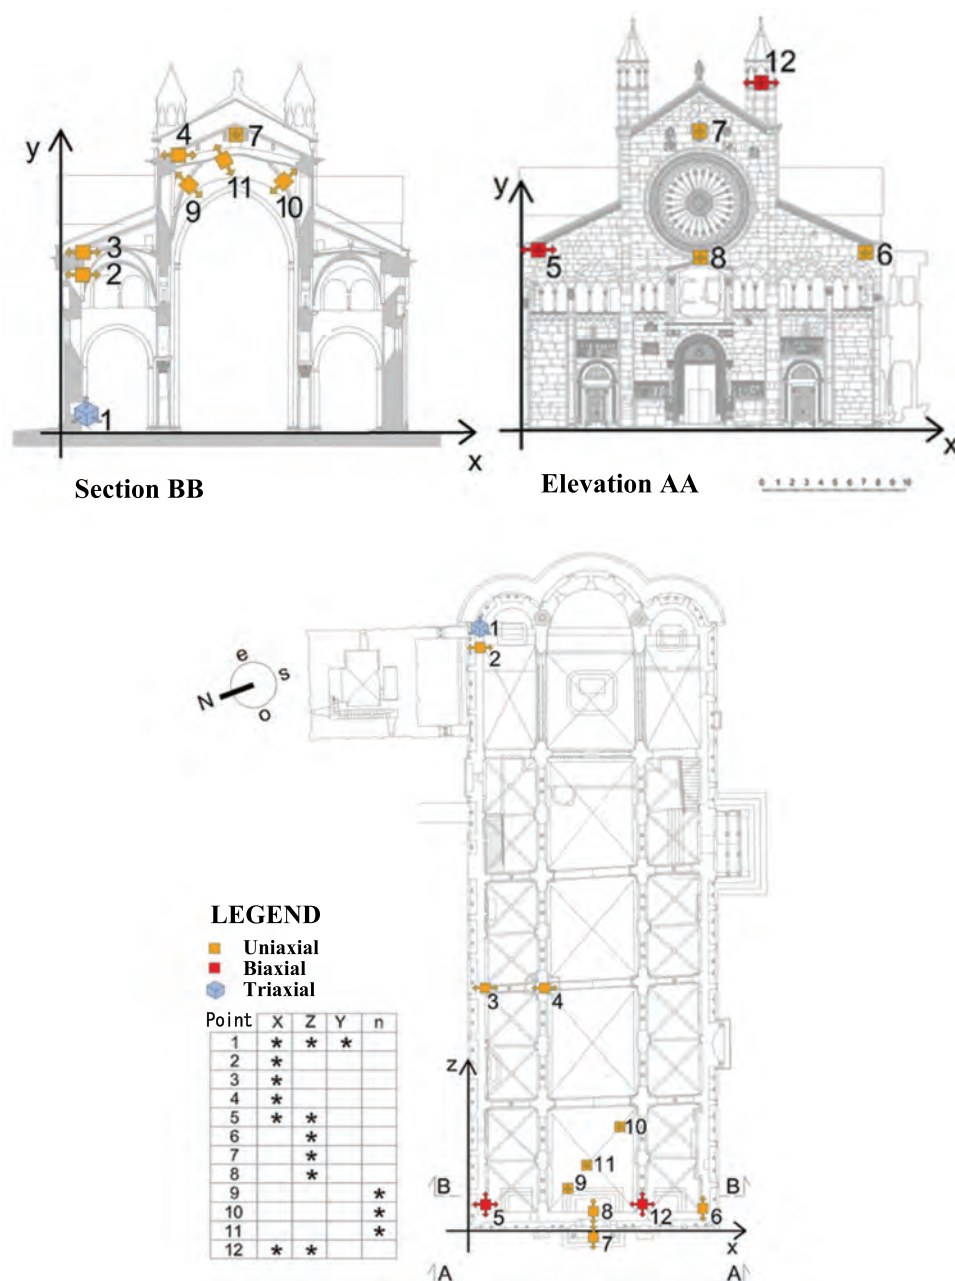 12
4
7
7
y
11
y
9
10
3
2
5
8
6
1
x
x
Section BB
Elevation AA
0 1 2 3 4 5 6 7 8 9 10
1
2
e
s
N
o
LEGEND
Uniaxial
Biaxial
Triaxial
3
4
Point X Z Y n
1 * * *
2 *
3 *
4 *
5 * *
6 *
7 *
8 *
9 *
10 *
11 *
12 * *
z
10
11
9
B
B
5
8
12
6
7
x
A
A